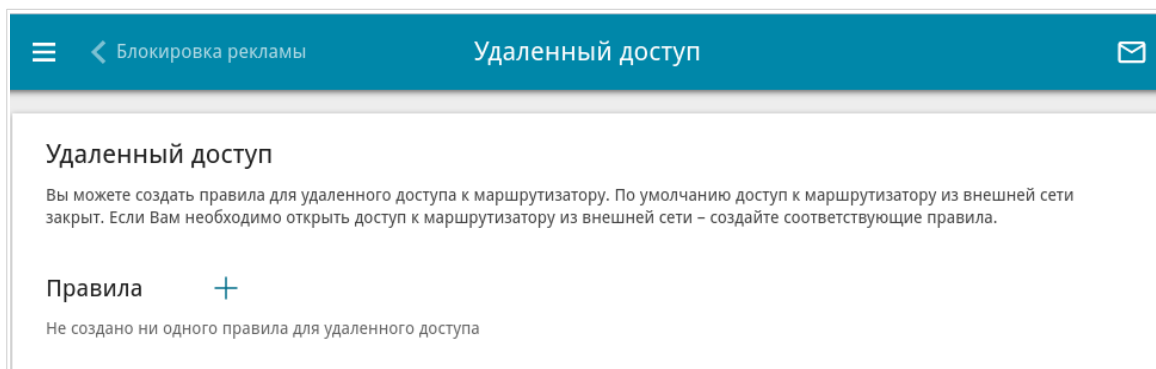 Блокировка рекламы
Удаленный доступ
Удаленный доступ
Вы можете создать правила для удаленного доступа к маршрутизатору. По умолчанию доступ к маршрутизатору из внешней сети
закрыт. Если Вам необходимо открыть доступ к маршрутизатору из внешней сети – создайте соответствующие правила.
Правила
Не создано ни одного правила для удаленного доступа